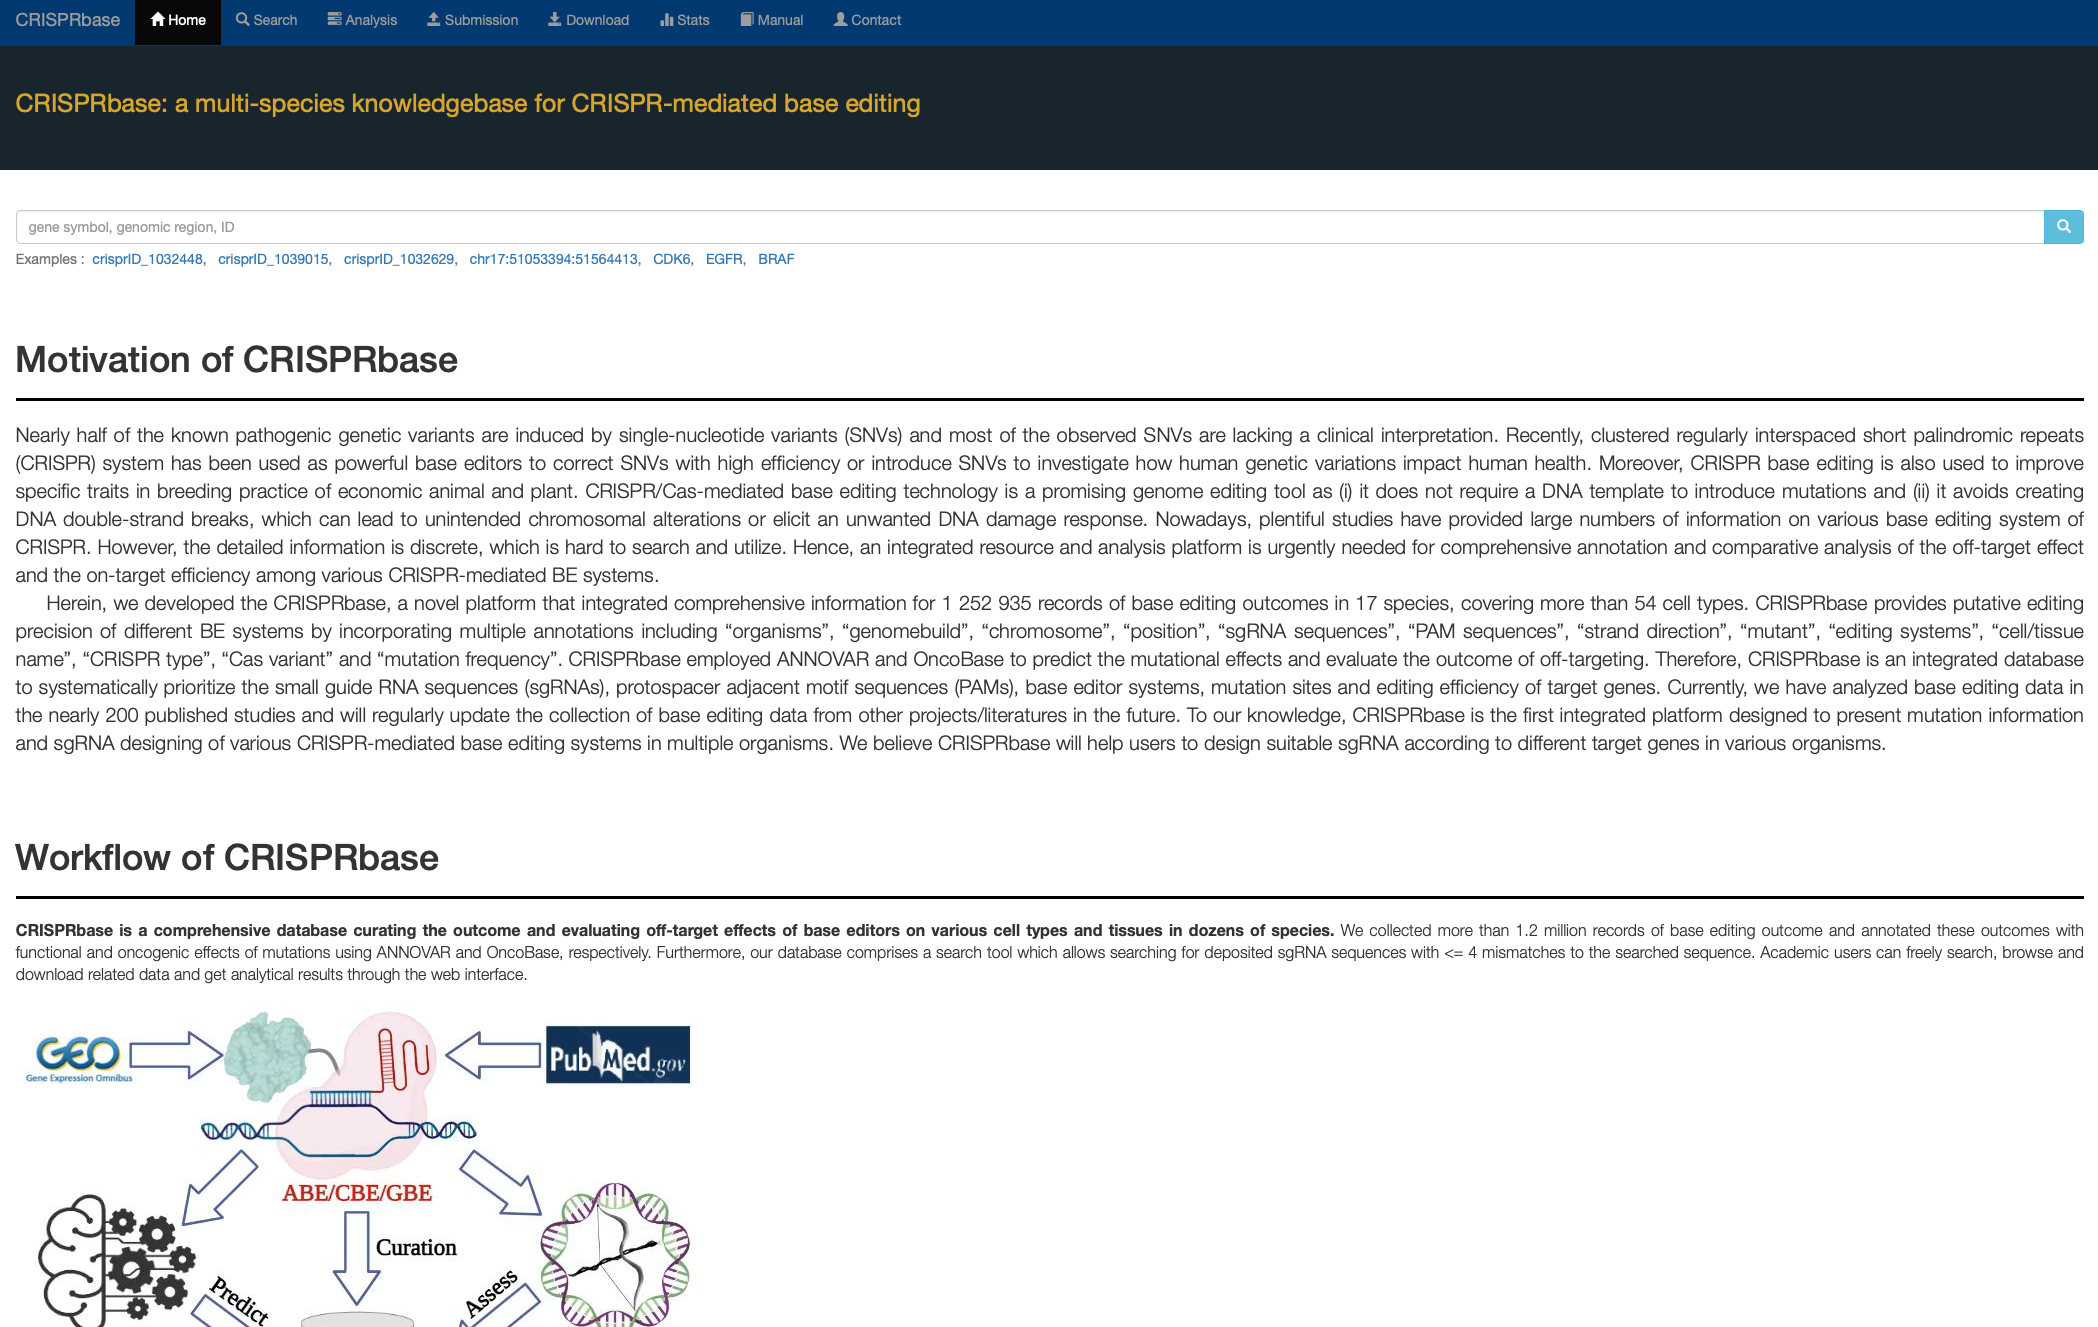 CRISPRbase Home Search Analysis Submission Download Stats Manual Contact
CRISPRbase: a multi-species knowledgebase for CRISPR-mediated base editing
gene symbol, genomic region, ID
Examples : crisprID_1032448, crisprID_1039015, crisprID_1032629, chr17:51053394:51564413, CDK6, EGFR, BRAF
Motivation of CRISPRbase
Nearly half of the known pathogenic genetic variants are induced by single-nucleotide variants (SNVs) and most of the observed SNVs are lacking a clinical interpretation. Recently, clustered regularly interspaced short palindromic repeats
(CRISPR) system has been used as powerful base editors to correct SNVs with high efficiency or introduce SNVs to investigate how human genetic variations impact human health. Moreover, CRISPR base editing is also used to improve
specific traits in breeding practice of economic animal and plant. CRISPR/Cas-mediated base editing technology is a promising genome editing tool as (i) it does not require a DNA template to introduce mutations and (ii) it avoids creating
DNA double-strand breaks, which can lead to unintended chromosomal alterations or elicit an unwanted DNA damage response. Nowadays, plentiful studies have provided large numbers of information on various base editing system of
CRISPR. However, the detailed information is discrete, which is hard to search and utilize. Hence, an integrated resource and analysis platform is urgently needed for comprehensive annotation and comparative analysis of the off-target effect
and the on-target efficiency among various CRISPR-mediated BE systems.
Herein, we developed the CRISPRbase, a novel platform that integrated comprehensive information for 1 252 935 records of base editing outcomes in 17 species, covering more than 54 cell types. CRISPRbase provides putative editing
precision of different BE systems by incorporating multiple annotations including “organisms”, “genomebuild”, “chromosome”, “position”, “sgRNA sequences”, “PAM sequences”, “strand direction”, “mutant”, “editing systems”, “cell/tissue
name”, “CRISPR type”, “Cas variant” and “mutation frequency”. CRISPRbase employed ANNOVAR and OncoBase to predict the mutational effects and evaluate the outcome of off-targeting. Therefore, CRISPRbase is an integrated database
to systematically prioritize the small guide RNA sequences (sgRNAs), protospacer adjacent motif sequences (PAMs), base editor systems, mutation sites and editing efficiency of target genes. Currently, we have analyzed base editing data in
the nearly 200 published studies and will regularly update the collection of base editing data from other projects/literatures in the future. To our knowledge, CRISPRbase is the first integrated platform designed to present mutation information
and sgRNA designing of various CRISPR-mediated base editing systems in multiple organisms. We believe CRISPRbase will help users to design suitable sgRNA according to different target genes in various organisms.
Workflow of CRISPRbase
CRISPRbase is a comprehensive database curating the outcome and evaluating off-target effects of base editors on various cell types and tissues in dozens of species. We collected more than 1.2 million records of base editing outcome and annotated these outcomes with
functional and oncogenic effects of mutations using ANNOVAR and OncoBase, respectively. Furthermore, our database comprises a search tool which allows searching for deposited sgRNA sequences with <= 4 mismatches to the searched sequence. Academic users can freely search, browse and
download related data and get analytical results through the web interface.
GEO
Gene Expression Omnibus
PubMed.gov
ABE/CBE/GBE
Curation
Predict
Assess